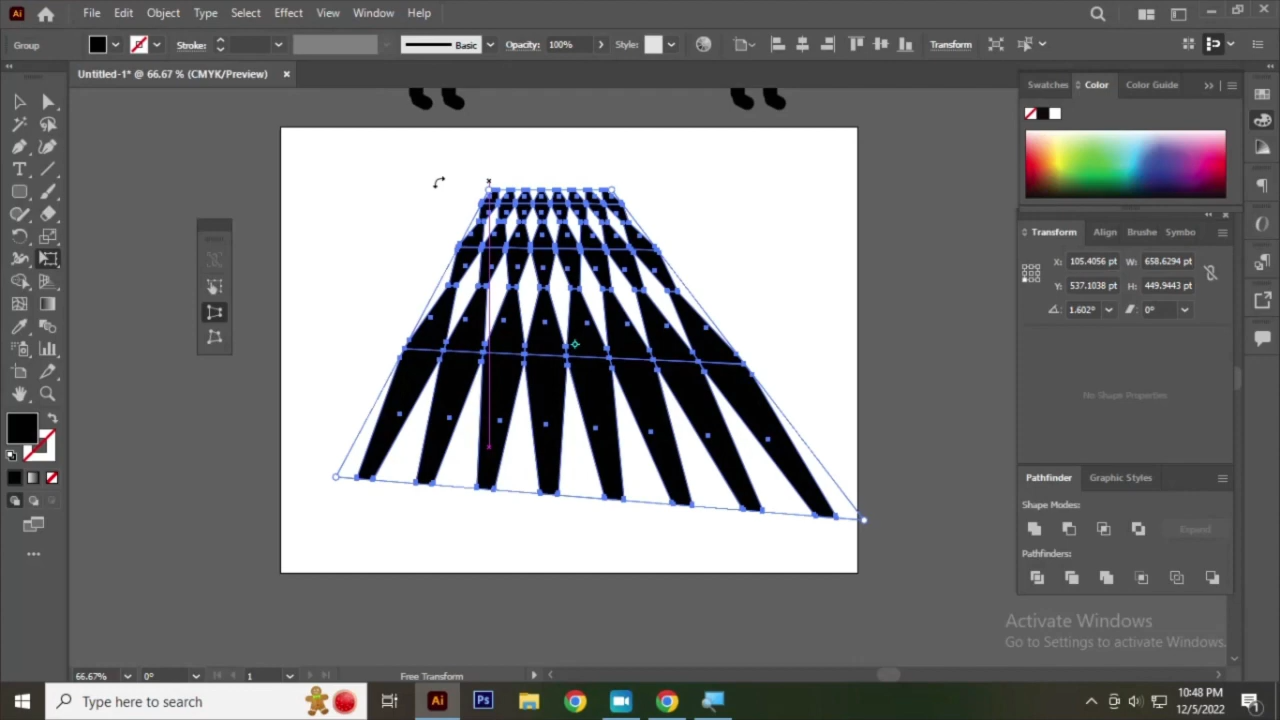 Ai File Edit Object Type Select Effect View Window Help
Group Stroke: Basic Opacity: 100% Style: Transform
Untitled-1* @ 66.67 % (CMYK/Preview) ×
Swatches Color Color Guide
Transform Align Brushe Symbo
X: 105.4056 pt W: 658.6294 pt
Y: 537.1038 pt H: 449.9443 pt
1.602° 0°
No Shape Properties
Pathfinder Graphic Styles
Shape Modes:
Expand
Pathfinders:
Activate Windows
Go to Settings to activate Windows.
66.67% 0° 1 Free Transform
Type here to search Ai Ps 10:48 PM
12/5/2022 1